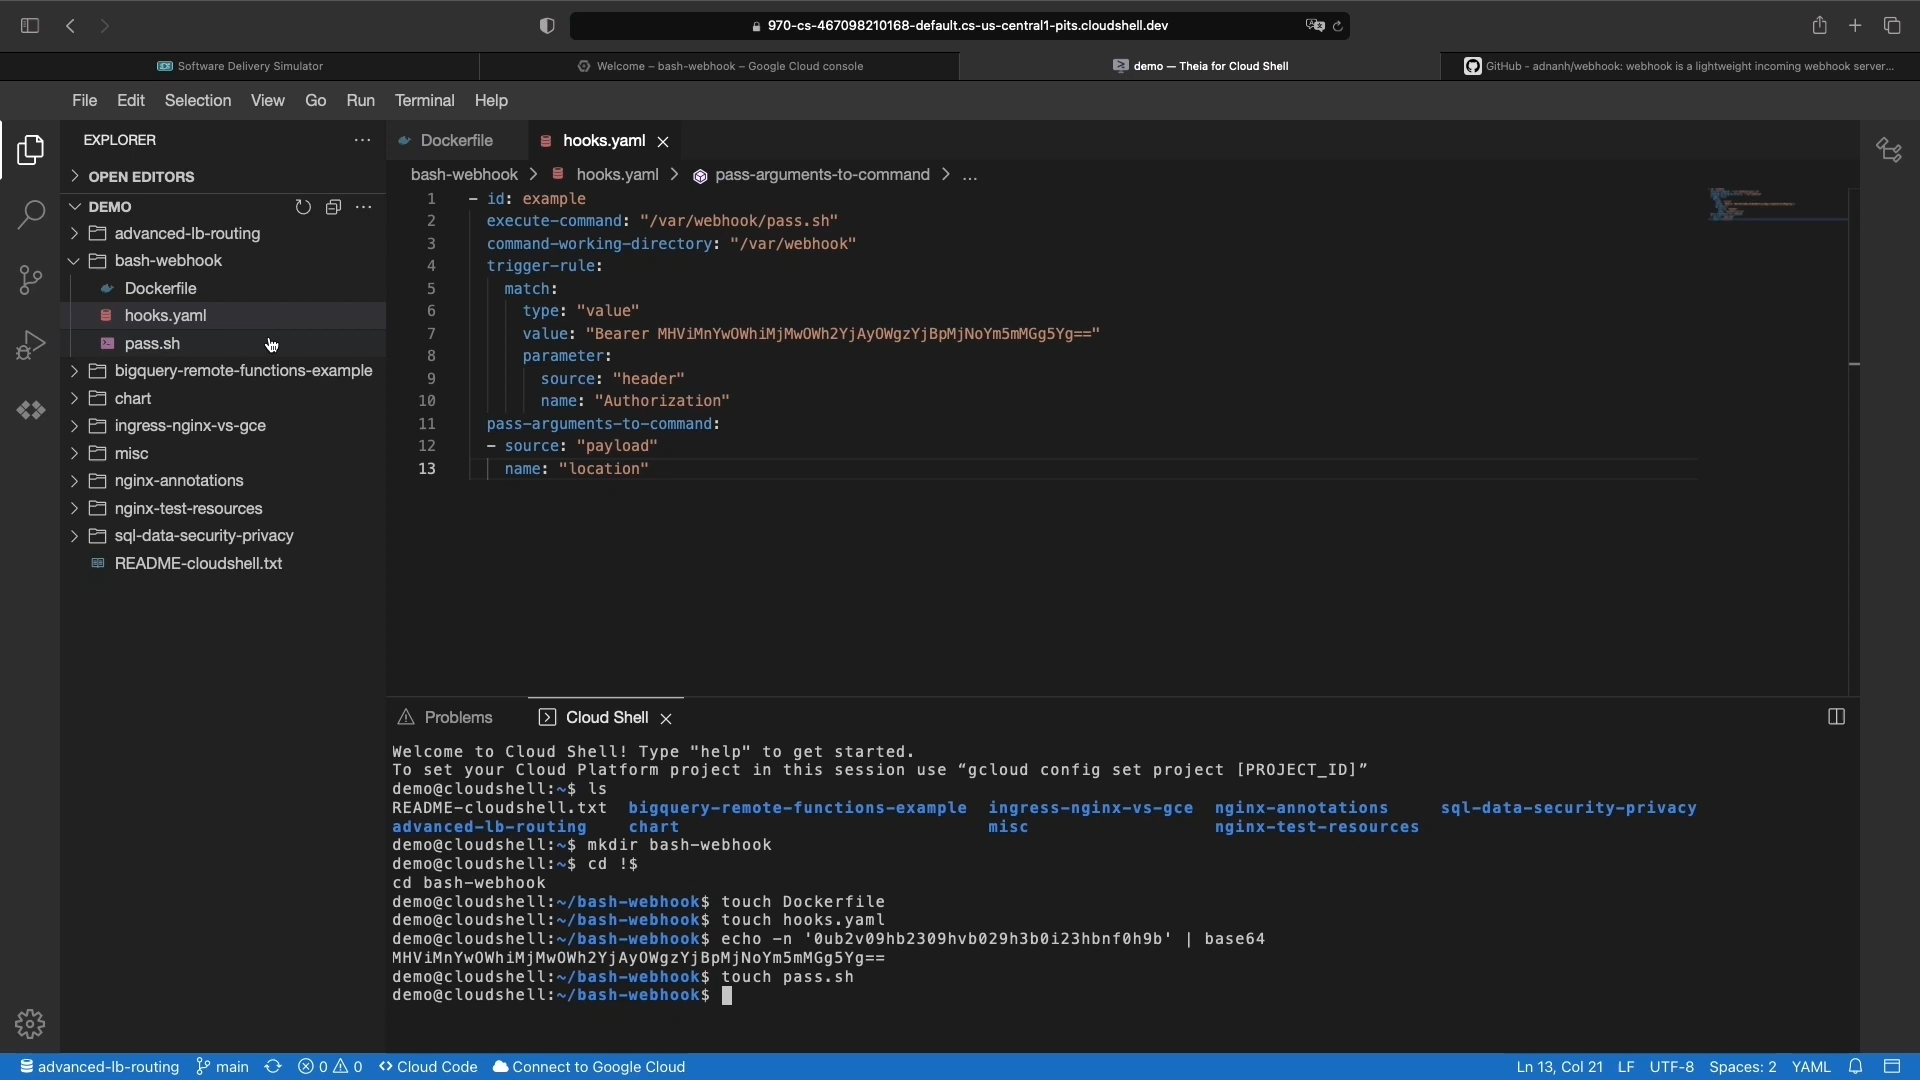 970-cs-467098210168-default.cs-us-central1-pits.cloudshell.dev
Software Delivery Simulator
Welcome – bash-webhook – Google Cloud console
demo — Theia for Cloud Shell
GitHub - adnanh/webhook: webhook is a lightweight incoming webhook server...
File Edit Selection View Go Run Terminal Help
EXPLORER
OPEN EDITORS
DEMO
advanced-lb-routing
bash-webhook
Dockerfile
hooks.yaml
pass.sh
bigquery-remote-functions-example
chart
ingress-nginx-vs-gce
misc
nginx-annotations
nginx-test-resources
sql-data-security-privacy
README-cloudshell.txt
Dockerfile
hooks.yaml
bash-webhook > hooks.yaml > pass-arguments-to-command > ...
1 - id: example
2 execute-command: "/var/webhook/pass.sh"
3 command-working-directory: "/var/webhook"
4 trigger-rule:
5 match:
6 type: "value"
7 value: "Bearer MHViMnYwOWhiMjMwOWh2YjAyOWgzYjBpMjNoYm5mMGg5Yg=="
8 parameter:
9 source: "header"
10 name: "Authorization"
11 pass-arguments-to-command:
12 - source: "payload"
13 name: "location"
Problems
Cloud Shell
Welcome to Cloud Shell! Type "help" to get started.
To set your Cloud Platform project in this session use “gcloud config set project [PROJECT_ID]”
demo@cloudshell:~$ ls
README-cloudshell.txt bigquery-remote-functions-example ingress-nginx-vs-gce nginx-annotations sql-data-security-privacy
advanced-lb-routing chart misc nginx-test-resources
demo@cloudshell:~$ mkdir bash-webhook
demo@cloudshell:~$ cd !$
cd bash-webhook
demo@cloudshell:~/bash-webhook$ touch Dockerfile
demo@cloudshell:~/bash-webhook$ touch hooks.yaml
demo@cloudshell:~/bash-webhook$ echo -n '0ub2v09hb2309hvb029h3b0i23hbnf0h9b' | base64
MHViMnYwOWhiMjMwOWh2YjAyOWgzYjBpMjNoYm5mMGg5Yg==
demo@cloudshell:~/bash-webhook$ touch pass.sh
demo@cloudshell:~/bash-webhook$
advanced-lb-routing main 0 0 Cloud Code Connect to Google Cloud
Ln 13, Col 21 LF UTF-8 Spaces: 2 YAML